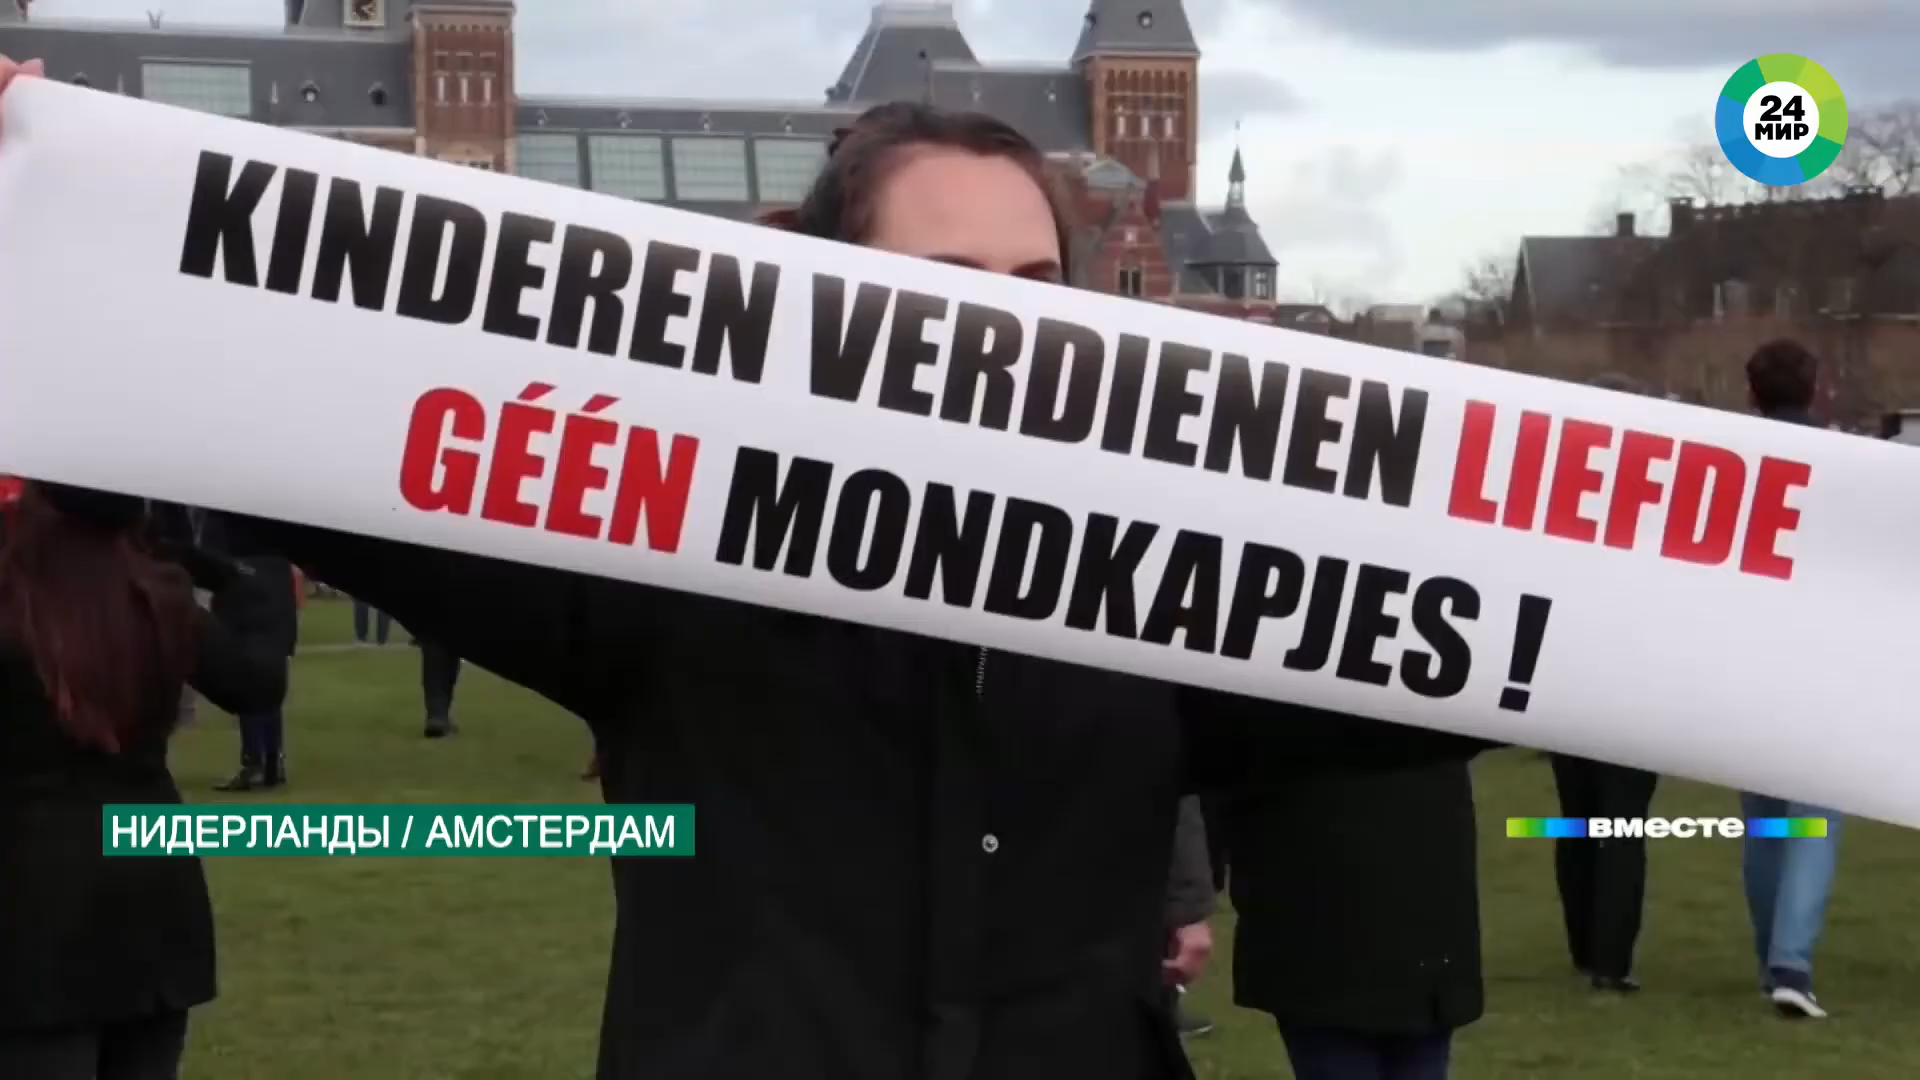 24
МИР
KINDEREN VERDIENEN LIEFDE
GÉÉN MONDKAPJES !
НИДЕРЛАНДЫ / АМСТЕРДАМ
ВМЕСТЕ